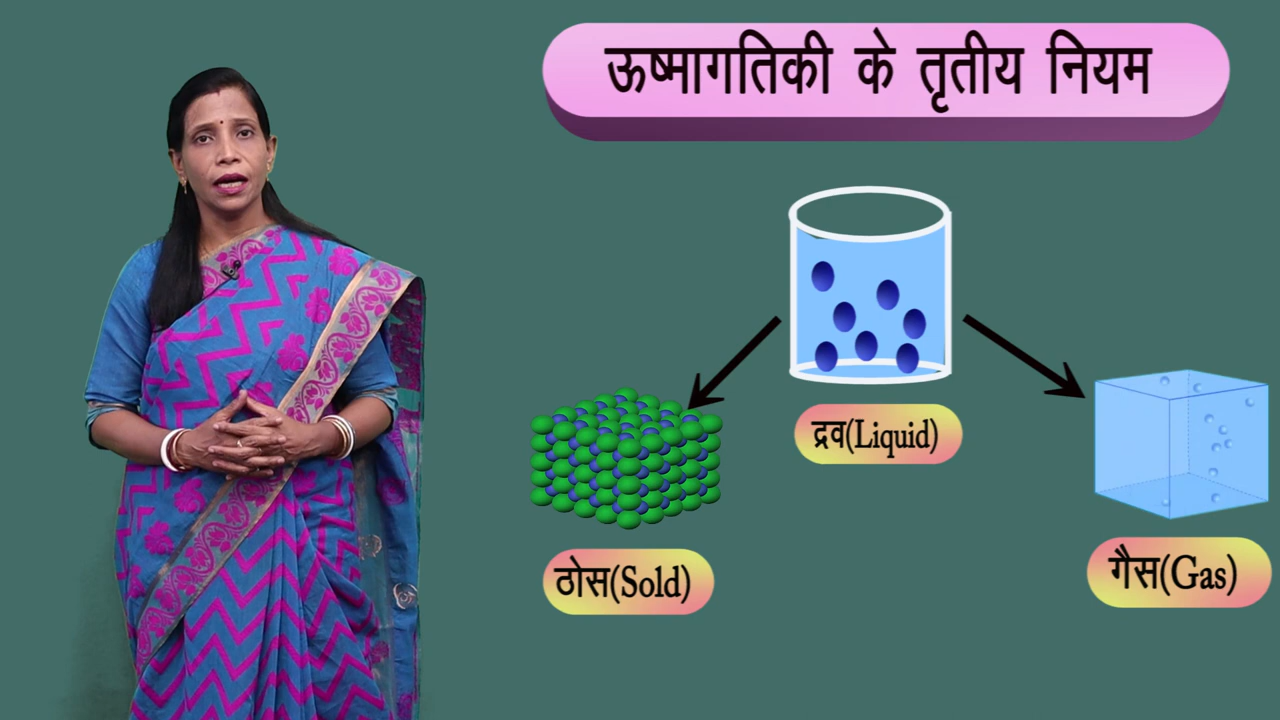 ऊष्मागतिकी के तृतीय नियम
द्रव(Liquid)
ठोस(Sold)
गैस(Gas)